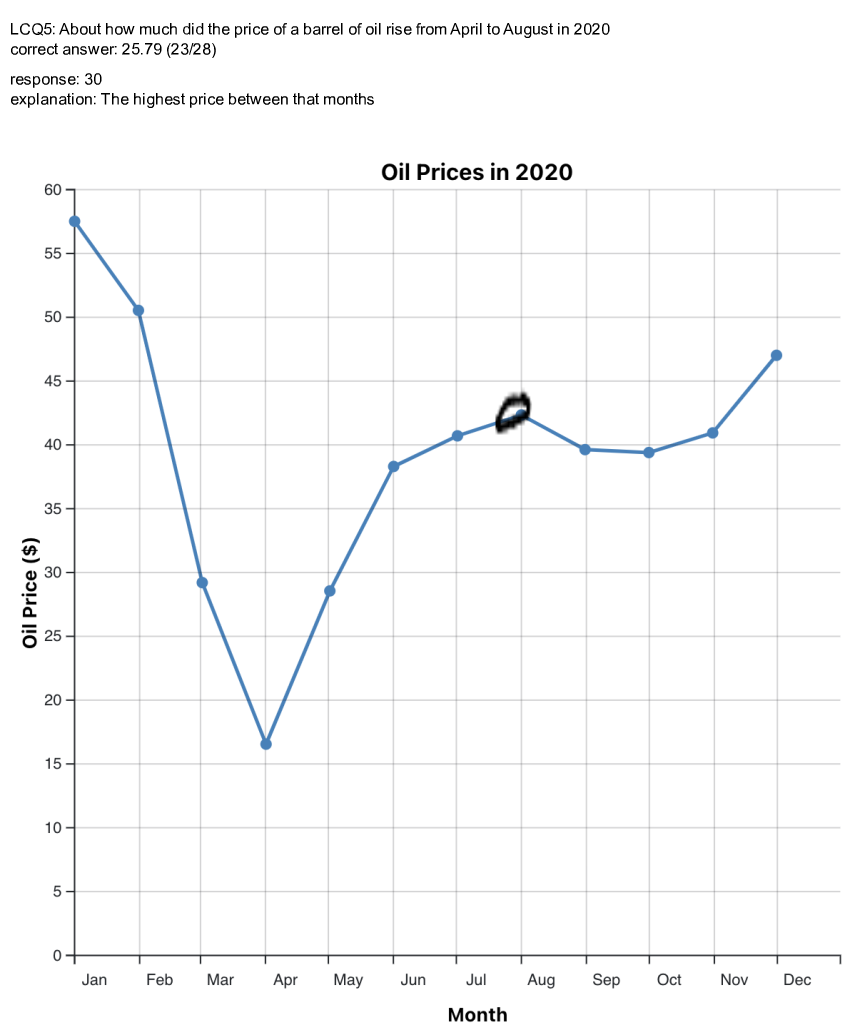 LCQ5: About how much did the price of a barrel of oil rise from April to August in 2020
correct answer: 25.79 (23/28)
response: 30
explanation: The highest price between that months
Oil Prices in 2020
60
55
50
45
40
35
30
25
20
15
10
5
0
Oil Price ($)
Jan Feb Mar Apr May Jun Jul Aug Sep Oct Nov Dec
Month